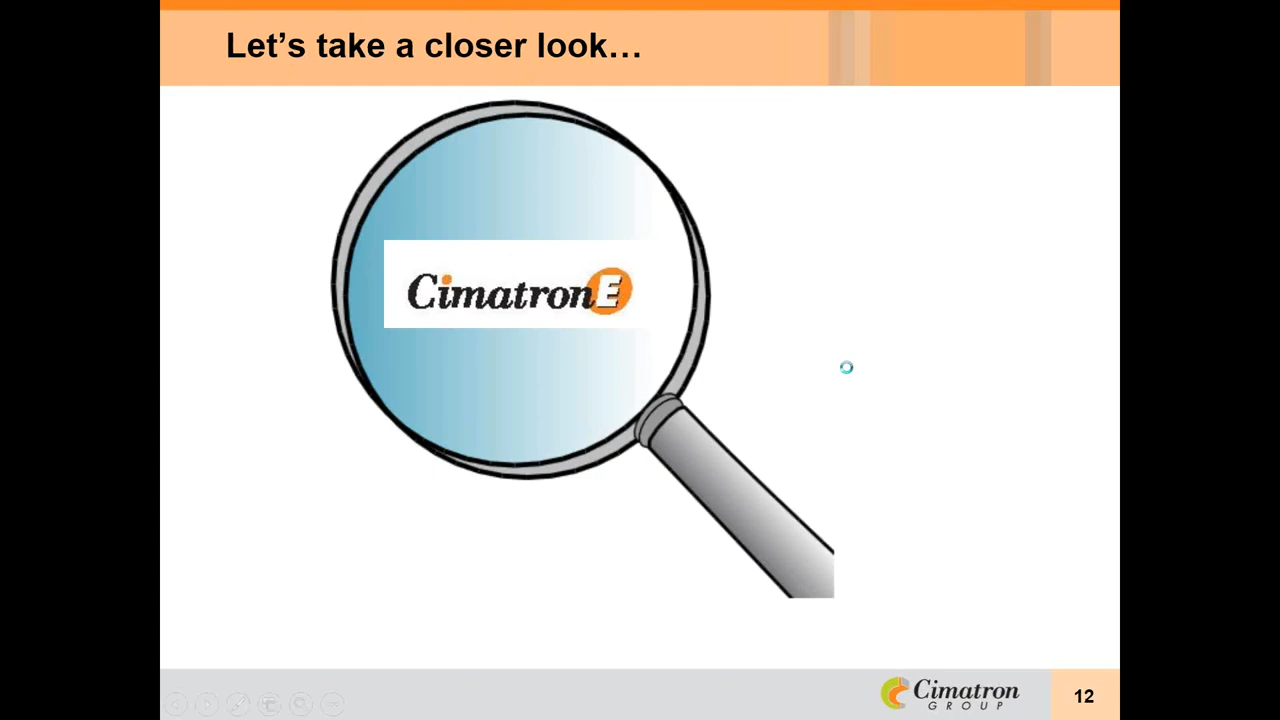 Let’s take a closer look…
CimatronE
Cimatron
GROUP
12